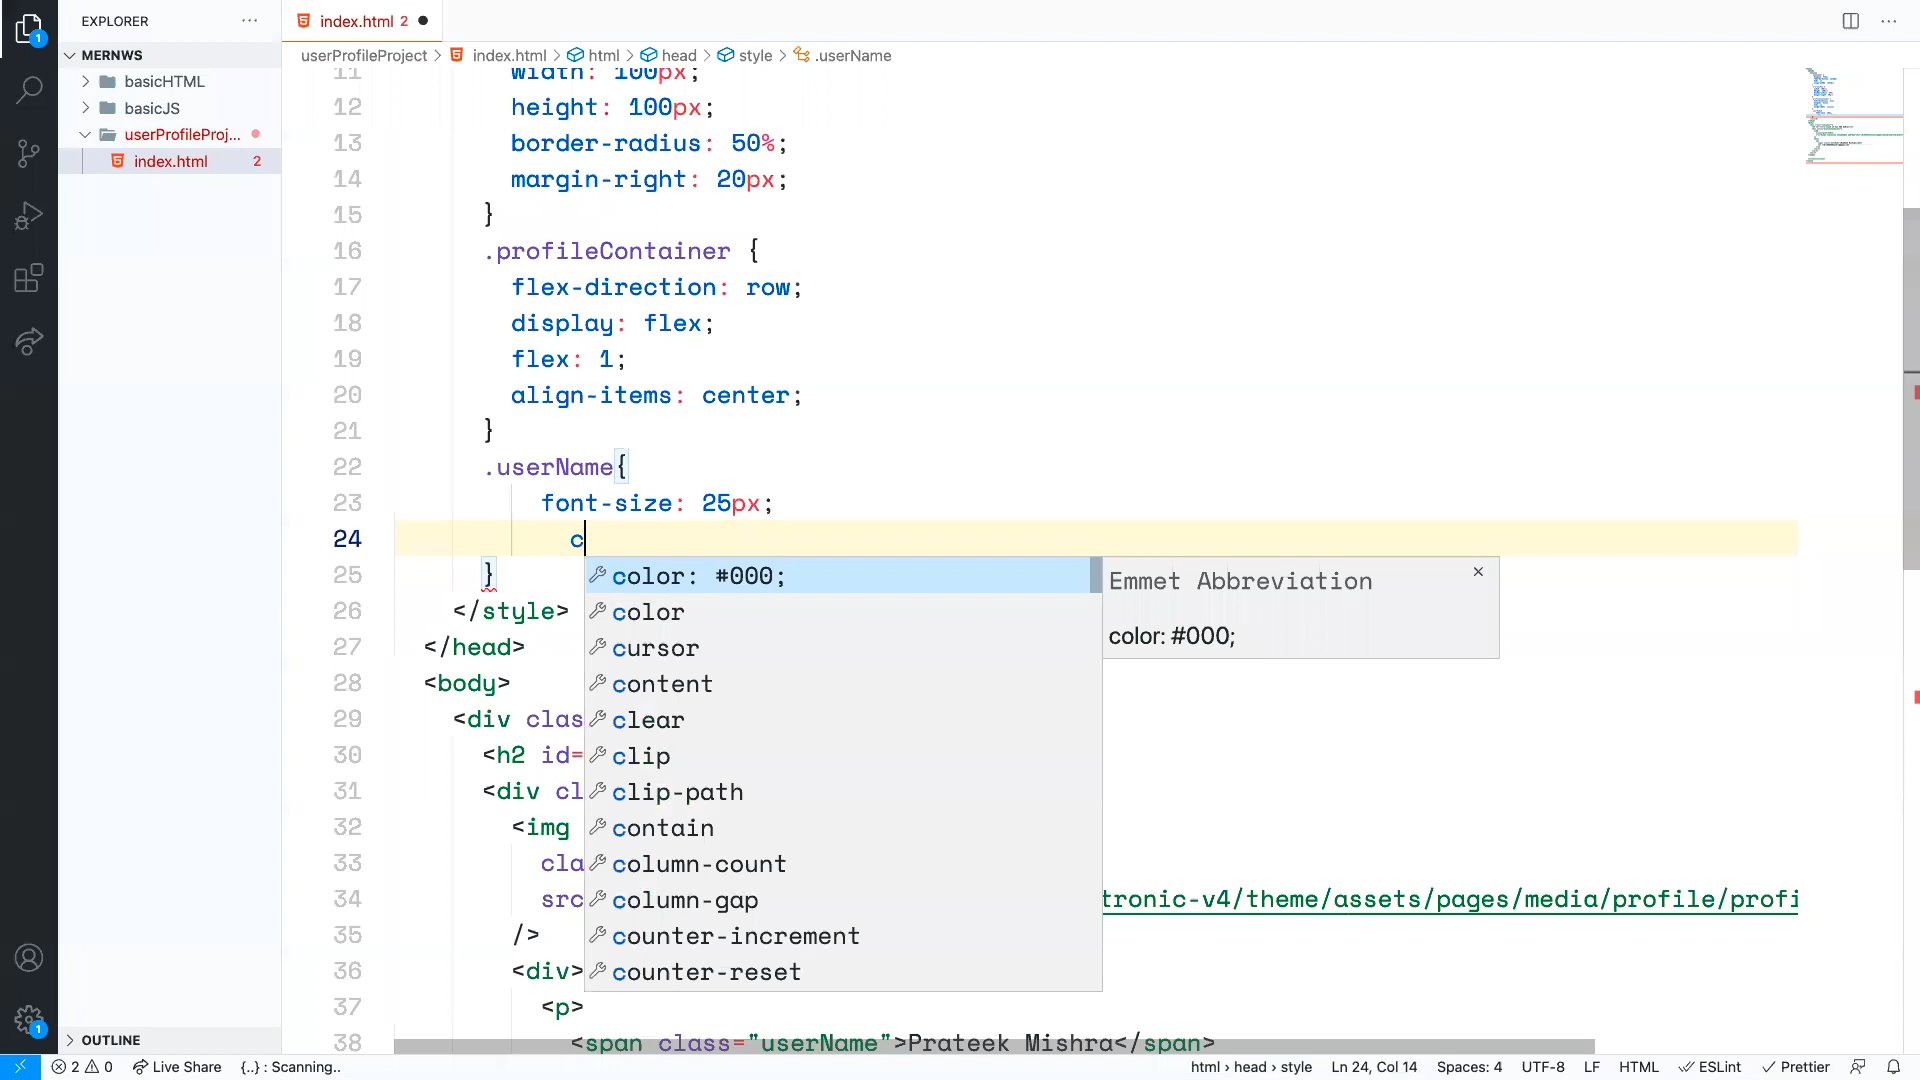 EXPLORER
index.html 2
MERNWS
basicHTML
basicJS
userProfileProj...
index.html 2
1
userProfileProject > index.html > html > head > style > .userName
11 width: 100px;
12 height: 100px;
13 border-radius: 50%;
14 margin-right: 20px;
15 }
16 .profileContainer {
17 flex-direction: row;
18 display: flex;
19 flex: 1;
20 align-items: center;
21 }
22 .userName{
23 font-size: 25px;
24 c
25 }
26 </style>
27 </head>
28 <body>
29 <div clas
30 <h2 id=
31 <div cl
32 <img
33 cla
34 src tronic-v4/theme/assets/pages/media/profile/profi
35 />
36 <div>
37 <p>
38 <span class="userName">Prateek Mishra</span>
color: #000;
color
cursor
content
clear
clip
clip-path
contain
column-count
column-gap
counter-increment
counter-reset
Emmet Abbreviation
color: #000;
OUTLINE
1
2 0 Live Share {..} : Scanning..
html > head > style Ln 24, Col 14 Spaces: 4 UTF-8 LF HTML ESLint Prettier